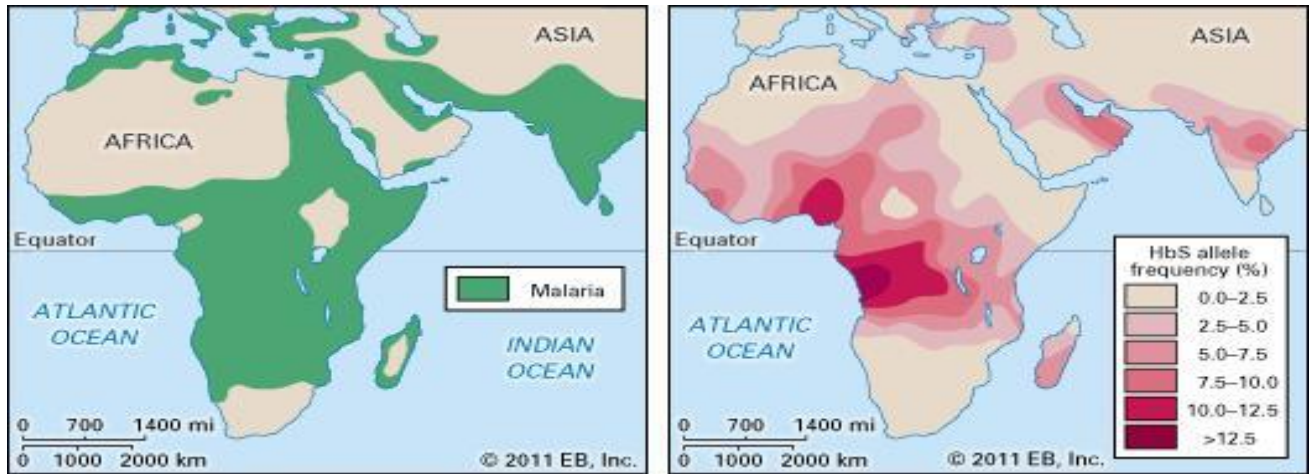 ASIA
AFRICA
Equator
Malaria
ATLANTIC
OCEAN
INDIAN
OCEAN
0 700 1400 mi
0 1000 2000 km
© 2011 EB, Inc.
ASIA
AFRICA
Equator
HbS allele
frequency (%)
0.0–2.5
2.5–5.0
5.0–7.5
7.5–10.0
10.0–12.5
>12.5
ATLANTIC
OCEAN
0 700 1400 mi
0 1000 2000 km
© 2011 EB, Inc.